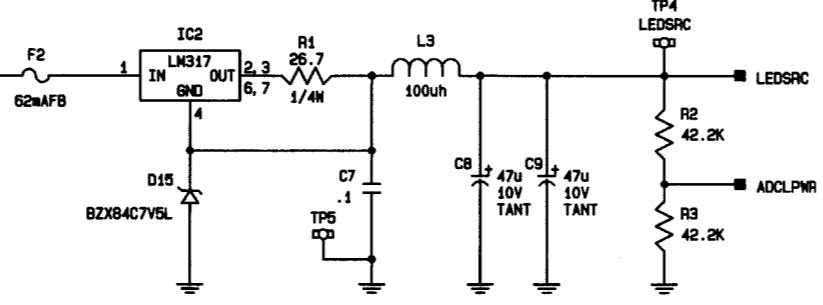 TP4
LEDSRC
IC2
F2
LM317
R1
L3
1
IN
OUT
2,3
26.7
LEDSRC
GND
6,7
62mAFB
1/4W
100uh
4
R2
42.2K
D15
C7
C8
+
47u
C9
+
47u
.1
10V
10V
ADCLPWR
TANT
TANT
BZX84C7V5L
TP5
R3
42.2K